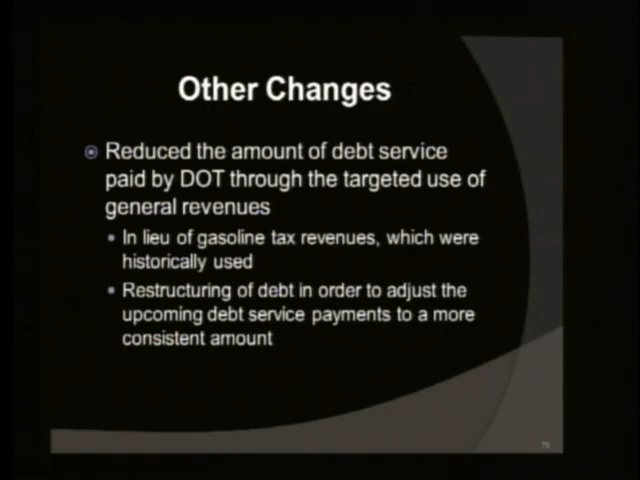 Other Changes
Reduced the amount of debt service
paid by DOT through the targeted use of
general revenues
In lieu of gasoline tax revenues, which were
historically used
Restructuring of debt in order to adjust the
upcoming debt service payments to a more
consistent amount